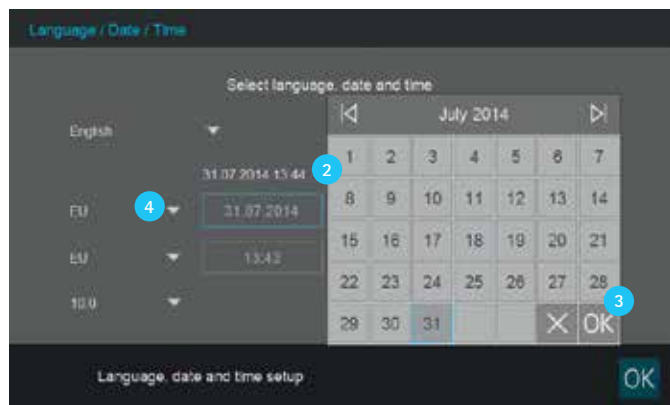 Language / Date / Time
Select language, date and time
July 2014
English
31.07.2014 13:44
2
1 2 3 4 5 6 7
EU
4
31.07.2014
8 9 10 11 12 13 14
EU
13:43
15 16 17 18 19 20 21
22 23 24 25 26 27 28
10.0
3
29 30 31 OK
Language, date and time setup
OK